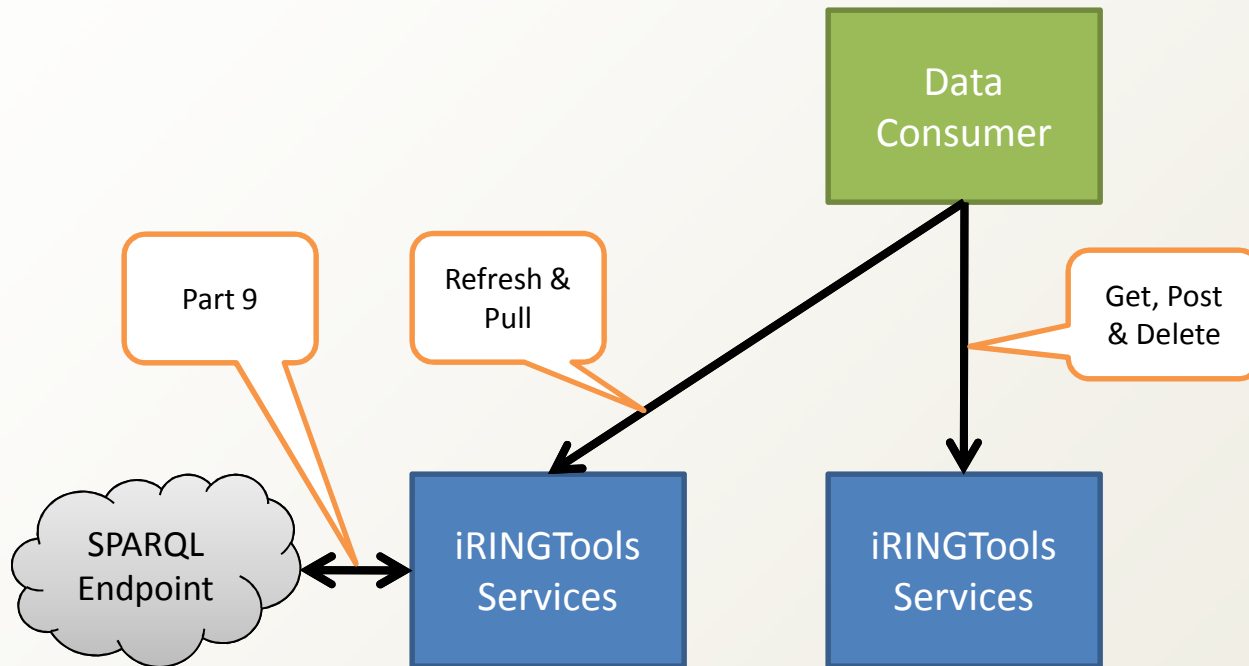 Data
Consumer
Part 9
Refresh &
Pull
Get, Post
& Delete
SPARQL
Endpoint
iRINGTools
Services
iRINGTools
Services